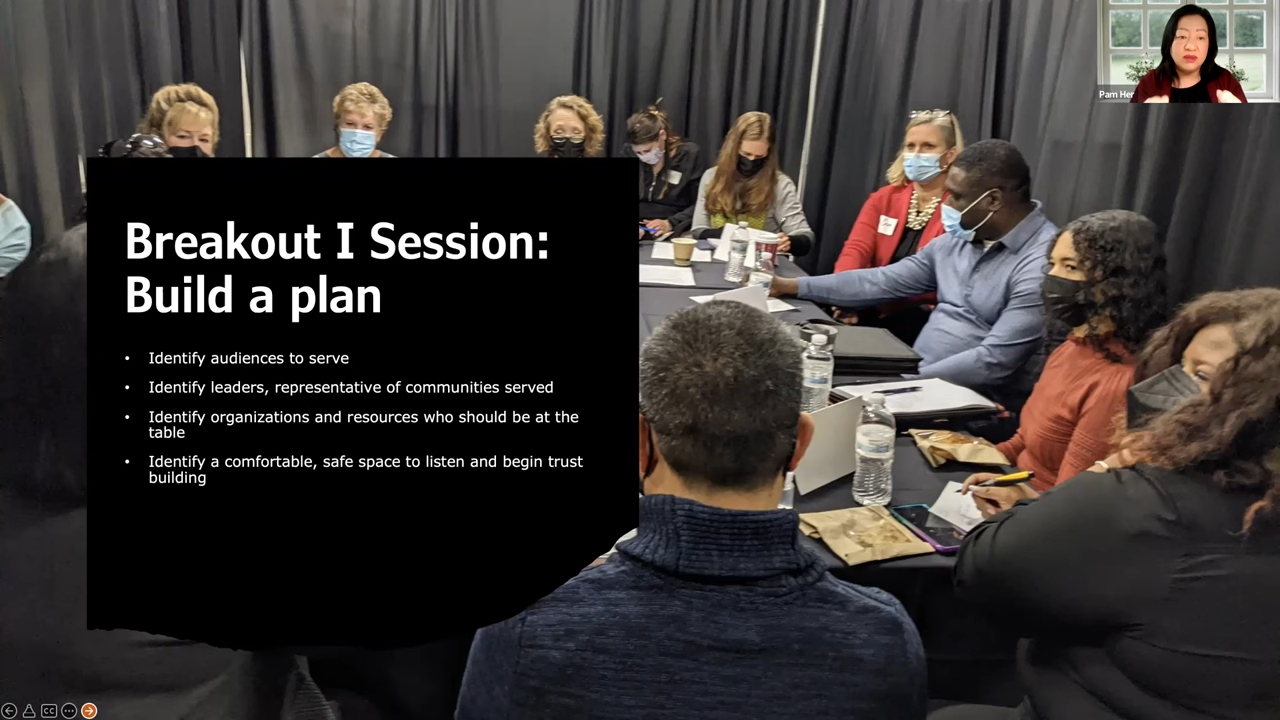 Breakout I Session:
Build a plan
• Identify audiences to serve
• Identify leaders, representative of communities served
• Identify organizations and resources who should be at the
table
• Identify a comfortable, safe space to listen and begin trust
building
Pam
CC